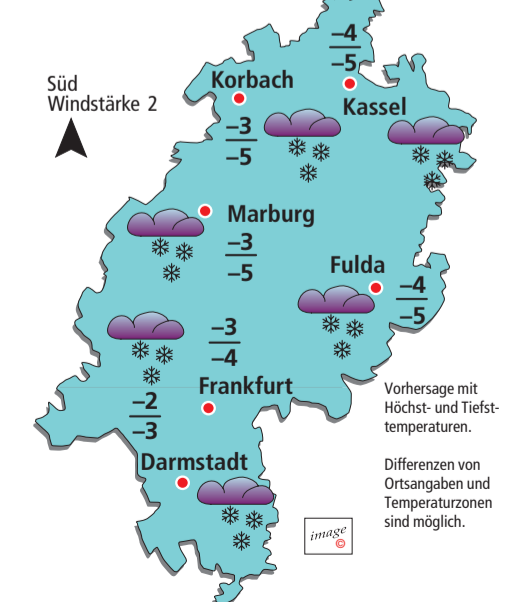 –4
–5
Korbach
Kassel
Süd
Windstärke 2
–3
–5
Marburg
–3
–5
Fulda
–4
–5
–3
–4
Frankfurt
–2
–3
Darmstadt
Vorhersage mit
Höchst- und Tiefst-
temperaturen.
Differenzen von
Ortsangaben und
Temperaturzonen
sind möglich.
image
©